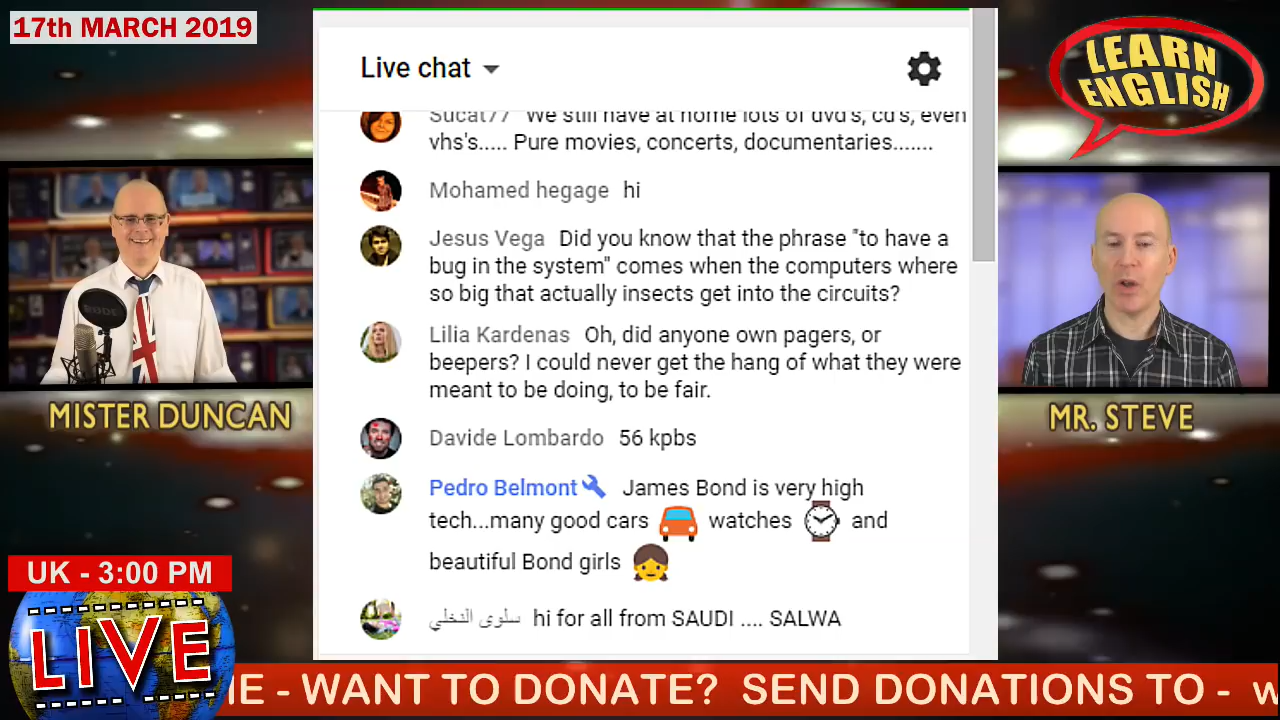 17th MARCH 2019
LEARN
ENGLISH
Live chat
Sucat77 We still have at home lots of dvd's, cd's, even
vhs's..... Pure movies, concerts, documentaries.......
Mohamed hegage hi
Jesus Vega Did you know that the phrase "to have a
bug in the system" comes when the computers where
so big that actually insects get into the circuits?
Lilia Kardenas Oh, did anyone own pagers, or
beepers? I could never get the hang of what they were
meant to be doing, to be fair.
Davide Lombardo 56 kpbs
Pedro Belmont James Bond is very high
tech...many good cars watches and
beautiful Bond girls
سلوى النخلي hi for all from SAUDI .... SALWA
MISTER DUNCAN
MR. STEVE
UK - 3:00 PM
LIVE
IE - WANT TO DONATE? SEND DONATIONS TO - w